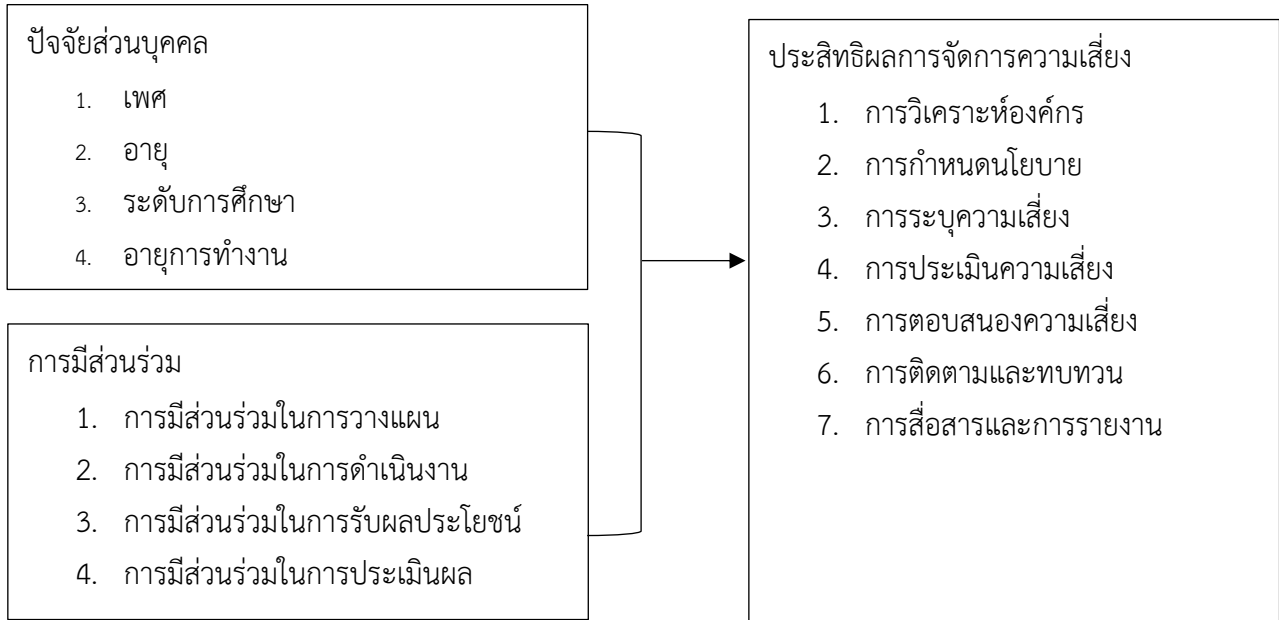 ปัจจัยส่วนบุคคล
1. เพศ
2. อายุ
3. ระดับการศึกษา
4. อายุการทำงาน
การมีส่วนร่วม
1. การมีส่วนร่วมในการวางแผน
2. การมีส่วนร่วมในการดำเนินงาน
3. การมีส่วนร่วมในการรับผลประโยชน์
4. การมีส่วนร่วมในการประเมินผล
ประสิทธิผลการจัดการความเสี่ยง
1. การวิเคราะห์องค์กร
2. การกำหนดนโยบาย
3. การระบุความเสี่ยง
4. การประเมินความเสี่ยง
5. การตอบสนองความเสี่ยง
6. การติดตามและทบทวน
7. การสื่อสารและการรายงาน